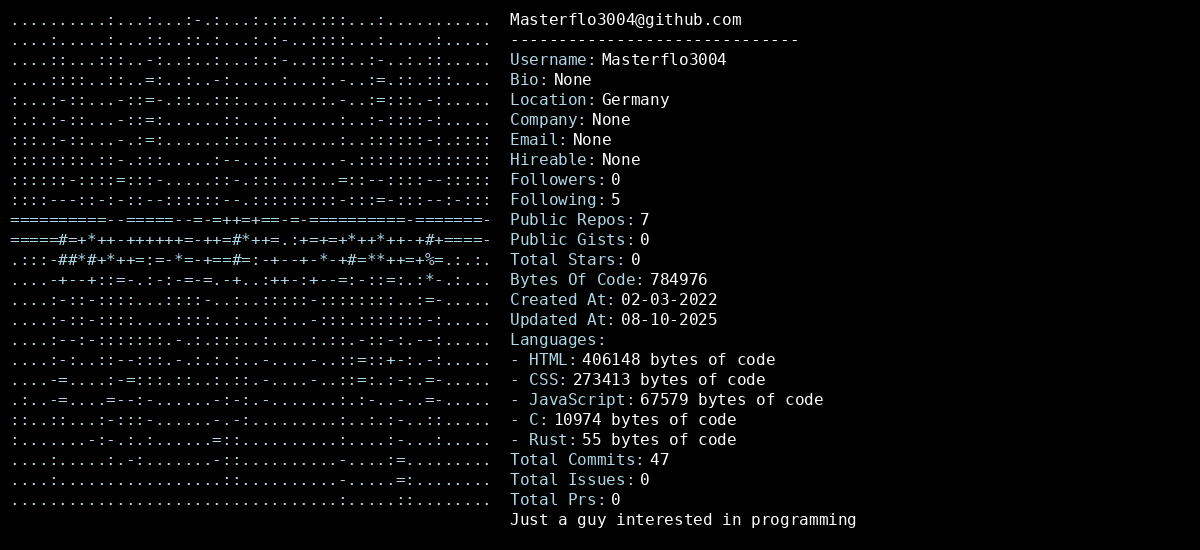 Masterflo3004@github.com
------------------------------
Username: Masterflo3004
Bio: None
Location: Germany
Company: None
Email: None
Hireable: None
Followers: 0
Following: 5
Public Repos: 7
Public Gists: 0
Total Stars: 0
Bytes Of Code: 784976
Created At: 02-03-2022
Updated At: 08-10-2025
Languages:
- HTML: 406148 bytes of code
- CSS: 273413 bytes of code
- JavaScript: 67579 bytes of code
- C: 10974 bytes of code
- Rust: 55 bytes of code
Total Commits: 47
Total Issues: 0
Total Prs: 0
Just a guy interested in programming